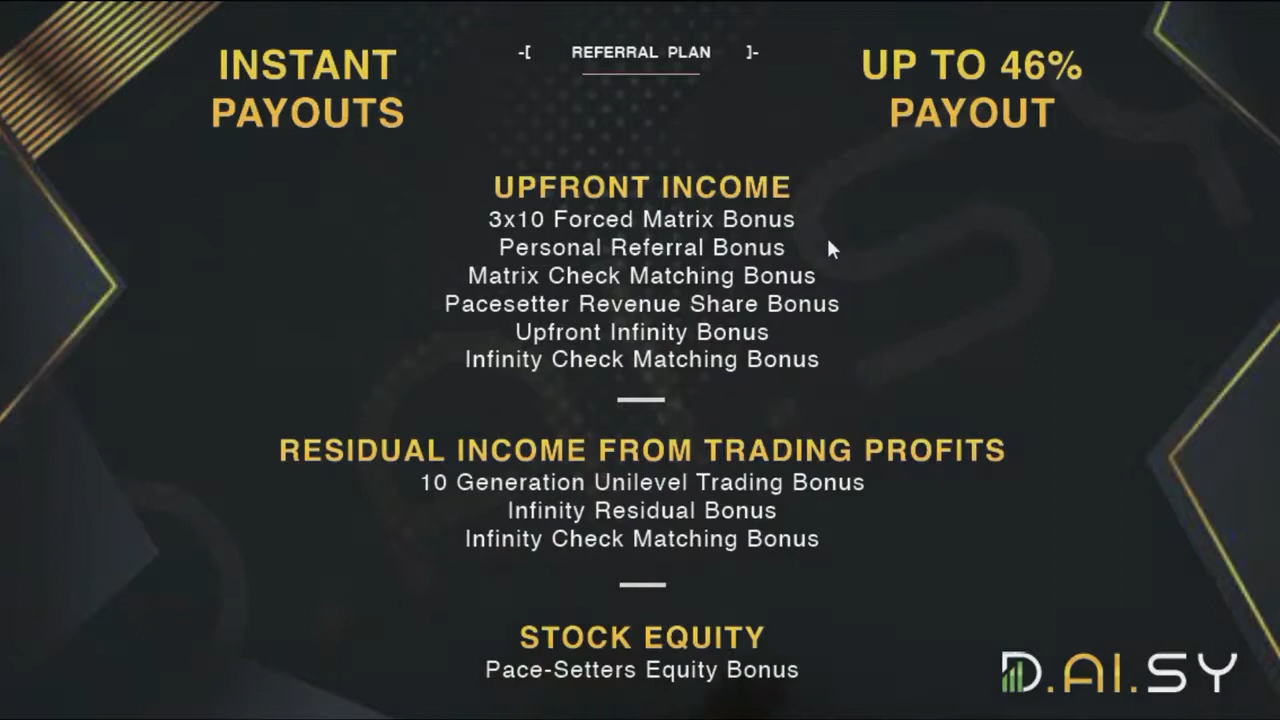 INSTANT
PAYOUTS
-[ REFERRAL PLAN ]-
UP TO 46%
PAYOUT
UPFRONT INCOME
3x10 Forced Matrix Bonus
Personal Referral Bonus
Matrix Check Matching Bonus
Pacesetter Revenue Share Bonus
Upfront Infinity Bonus
Infinity Check Matching Bonus
RESIDUAL INCOME FROM TRADING PROFITS
10 Generation Unilevel Trading Bonus
Infinity Residual Bonus
Infinity Check Matching Bonus
STOCK EQUITY
Pace-Setters Equity Bonus
D.AI.SY